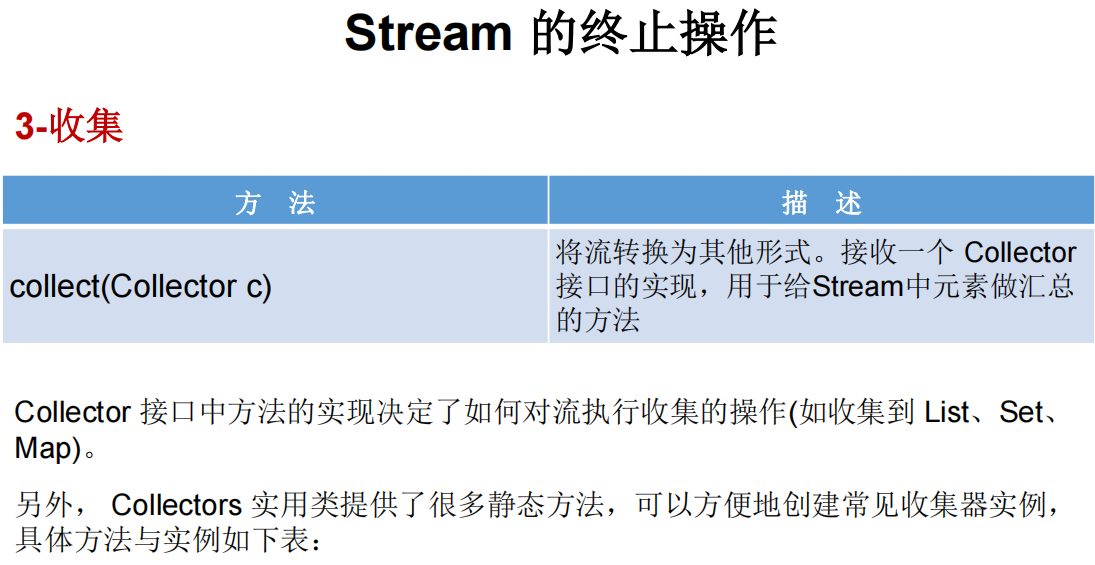 Stream 的终止操作
3-收集
方 法
描 述
collect(Collector c)
将流转换为其他形式。接收一个 Collector
接口的实现，用于给Stream中元素做汇总
的方法
Collector 接口中方法的实现决定了如何对流执行收集的操作(如收集到 List、Set、
Map)。
另外， Collectors 实用类提供了很多静态方法，可以方便地创建常见收集器实例，
具体方法与实例如下表：